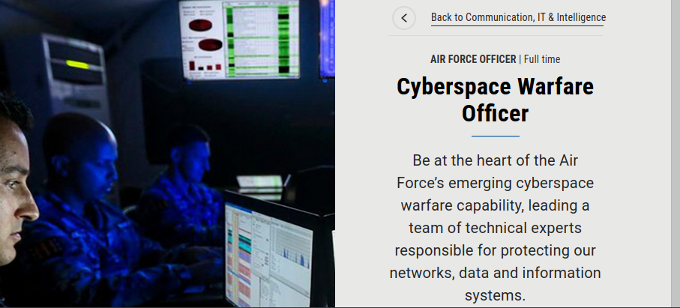 Back to Communication, IT & Intelligence
AIR FORCE OFFICER | Full time
Cyberspace Warfare
Officer
Be at the heart of the Air
Force's emerging cyberspace
warfare capability, leading a
team of technical experts
responsible for protecting our
networks, data and information
systems.